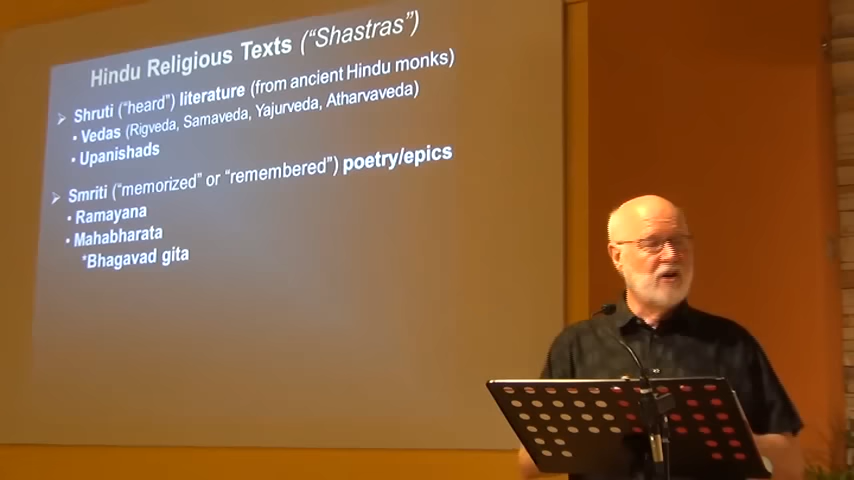 Hindu Religious Texts ("Shastras")
➢ Shruti ("heard") literature (from ancient Hindu monks)
▪ Vedas (Rigveda, Samaveda, Yajurveda, Atharvaveda)
▪ Upanishads
➢ Smriti ("memorized" or "remembered") poetry/epics
▪ Ramayana
▪ Mahabharata
*Bhagavad gita